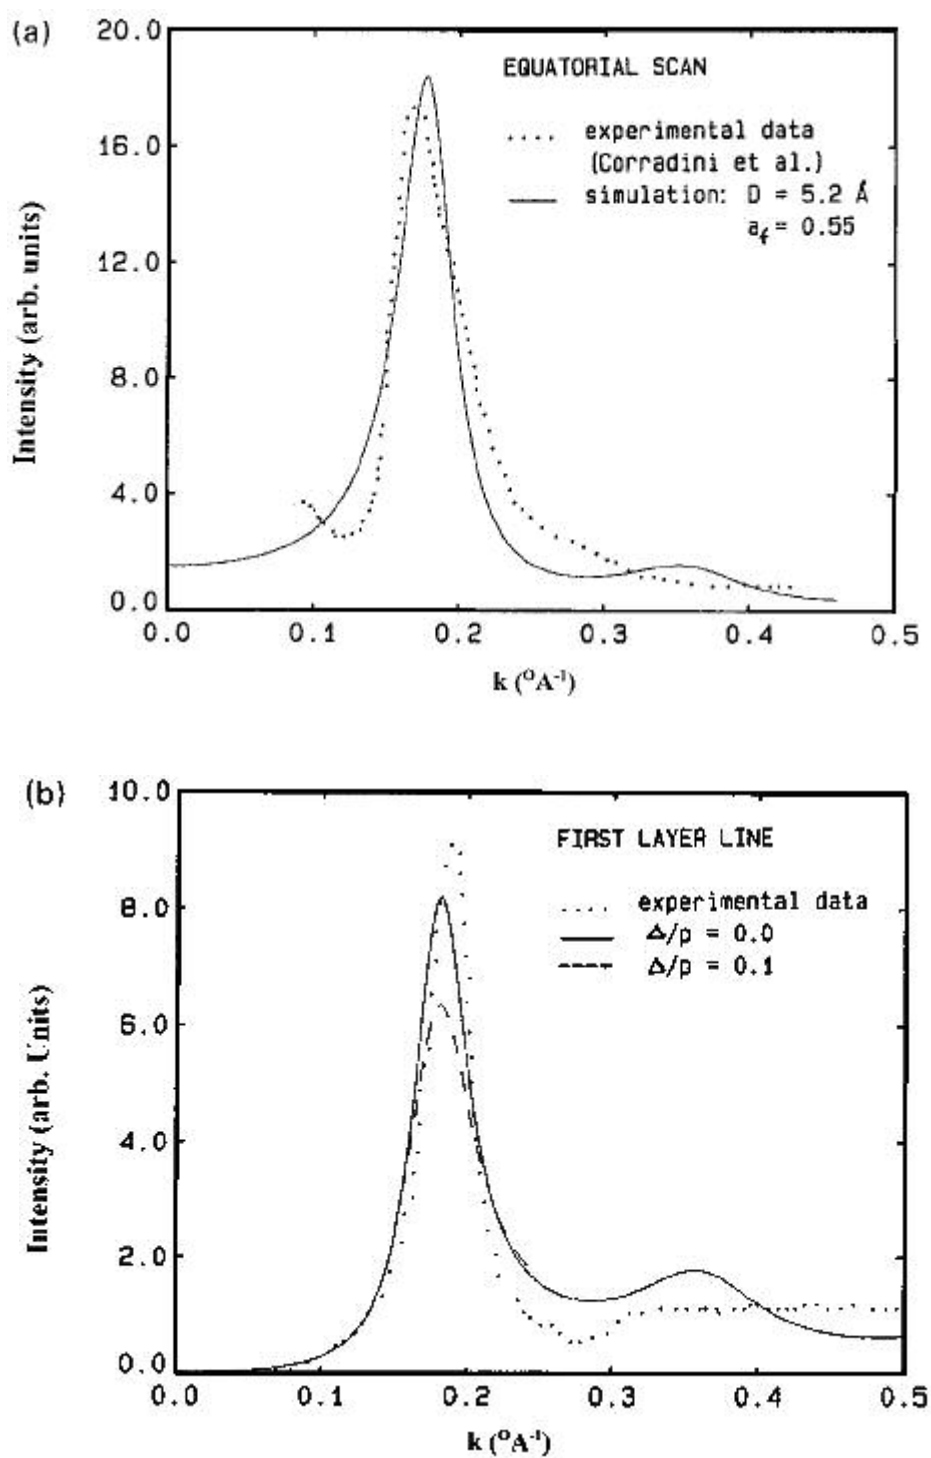 (a)
20.0
16.0
12.0
8.0
4.0
0.0
Intensity (arb. units)
EQUATORIAL SCAN
experimental data
(Corradini et al.)
simulation: D = 5.2 Å
a_f = 0.55
0.0 0.1 0.2 0.3 0.4 0.5
k (ºA⁻¹)
(b)
10.0
8.0
6.0
4.0
2.0
0.0
Intensity (arb. Units)
FIRST LAYER LINE
experimental data
Δ/p = 0.0
Δ/p = 0.1
0.0 0.1 0.2 0.3 0.4 0.5
k (ºA⁻¹)